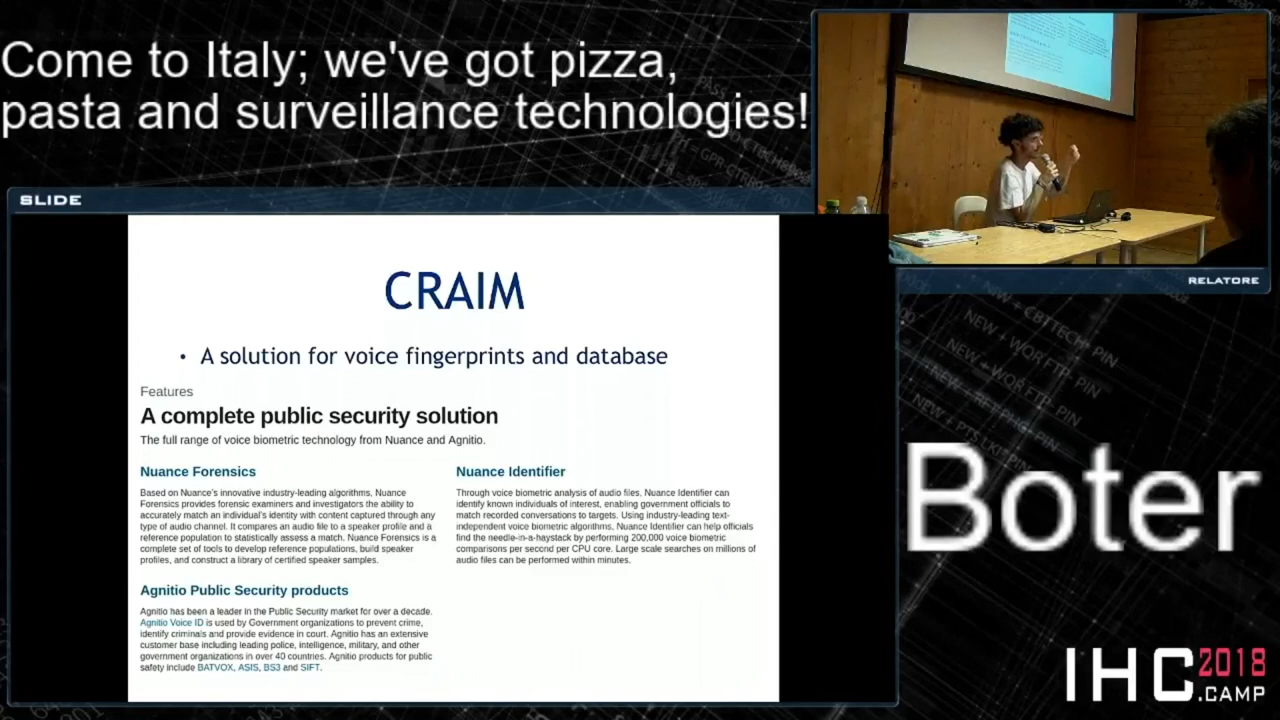 Come to Italy; we've got pizza,
pasta and surveillance technologies!
SLIDE
CRAIM
• A solution for voice fingerprints and database
Features
A complete public security solution
The full range of voice biometric technology from Nuance and Agnitio.
Nuance Forensics
Based on Nuance's innovative industry-leading algorithms, Nuance
Forensics provides forensic examiners and investigators the ability to
accurately match an individual's identity with content captured through any
type of audio channel. It compares an audio file to a speaker profile and a
reference population to statistically assess a match. Nuance Forensics is a
complete set of tools to develop reference populations, build speaker
profiles, and construct a library of certified speaker samples.
Nuance Identifier
Through voice biometric analysis of audio files, Nuance Identifier can
identify known individuals of interest, enabling government officials to
match recorded conversations to targets. Using industry-leading text-
independent voice biometric algorithms, Nuance Identifier can help officials
find the needle-in-a-haystack by performing 200,000 voice biometric
comparisons per second per CPU core. Large scale searches on millions of
audio files can be performed within minutes.
Agnitio Public Security products
Agnitio has been a leader in the Public Security market for over a decade.
Agnitio Voice ID is used by Government organizations to prevent crime,
identify criminals and provide evidence in court. Agnitio has an extensive
customer base including leading police, intelligence, military, and other
government organizations in over 40 countries. Agnitio products for public
safety include BATVOX, ASIS, BS3 and SIFT.
RELATORE
NEW + CBTTECH PIN
NEW + WOR FTP- PIN
NEW + WOR FTP. PIN
Boter
IHC 2018
.CAMP